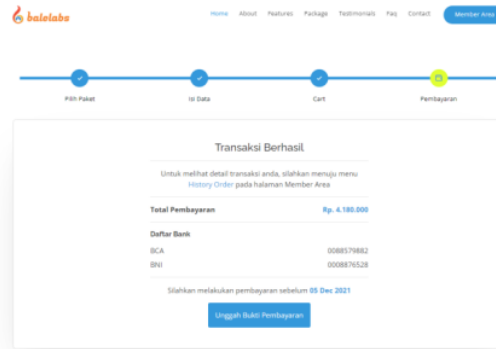 balelabs
Home About Features Package Testimonials Faq Contact Member Area
Pilih Paket Isi Data Cart Pembayaran
Transaksi Berhasil
Untuk melihat detail transaksi anda, silahkan menuju menu
History Order pada halaman Member Area
Total Pembayaran Rp. 4.180.000
Daftar Bank
BCA 0088579882
BNI 0008876528
Silahkan melakukan pembayaran sebelum 05 Dec 2021
Unggah Bukti Pembayaran